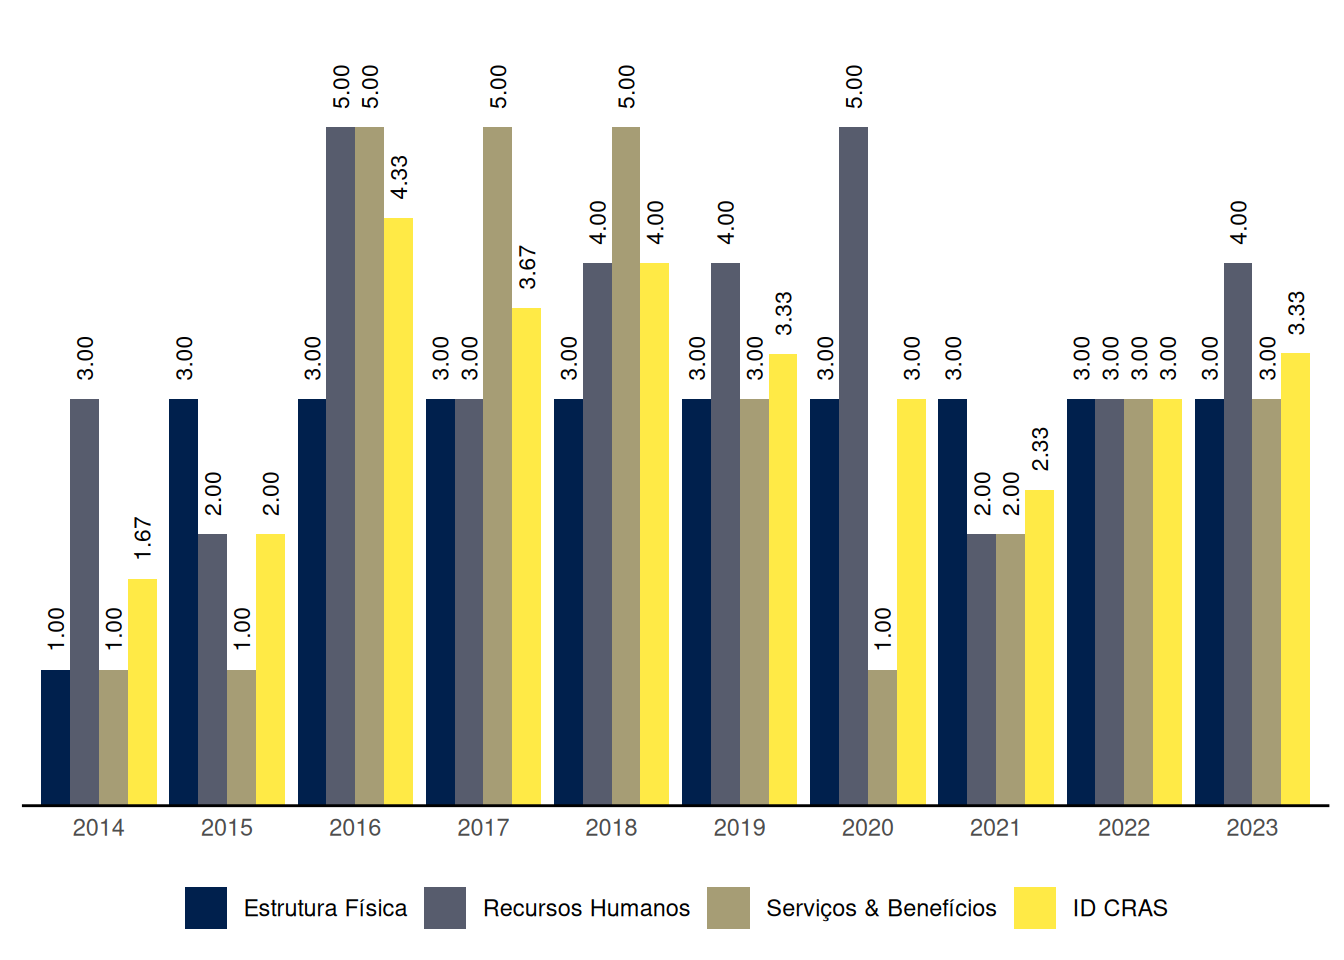 5.00 5.00 5.00 5.00 5.00
4.33
4.00 4.00 4.00 4.00
3.67
3.33 3.33
3.00 3.00 3.00 3.00 3.00 3.00 3.00 3.00 3.00 3.00 3.00 3.00 3.00 3.00 3.00 3.00 3.00
2.33
2.00 2.00 2.00 2.00
1.67
1.00 1.00 1.00 1.00
2014 2015 2016 2017 2018 2019 2020 2021 2022 2023
Estrutura Física Recursos Humanos Serviços & Benefícios ID CRAS